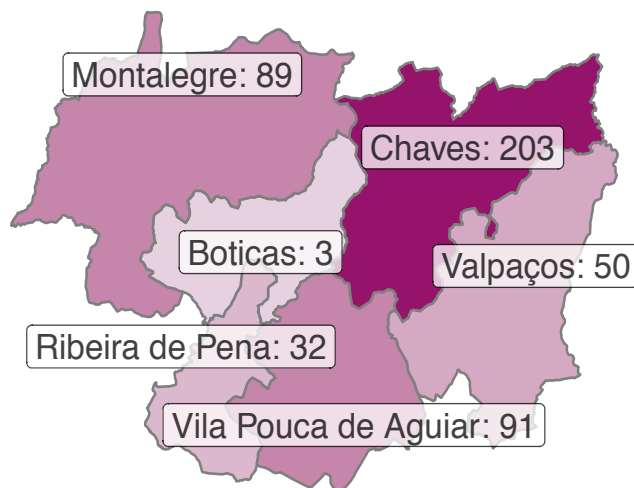 Montalegre: 89
Chaves: 203
Boticas: 3
Valpaços: 50
Ribeira de Pena: 32
Vila Pouca de Aguiar: 91